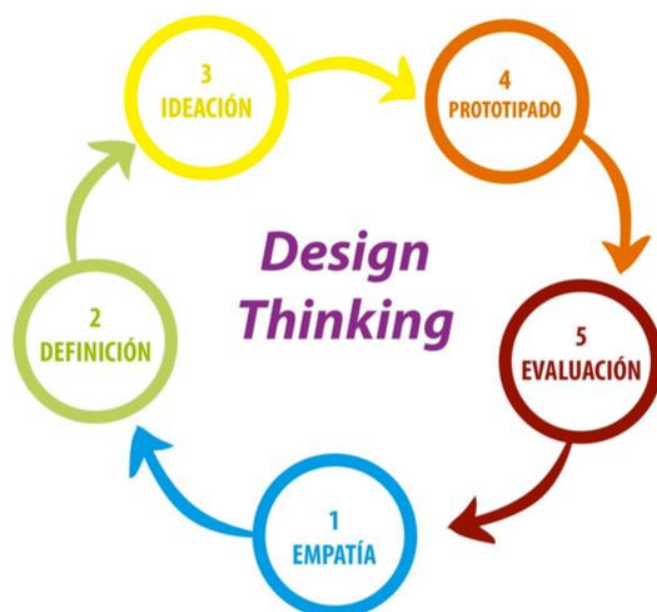 Design
Thinking
1
EMPATÍA
2
DEFINICIÓN
3
IDEACIÓN
4
PROTOTIPADO
5
EVALUACIÓN